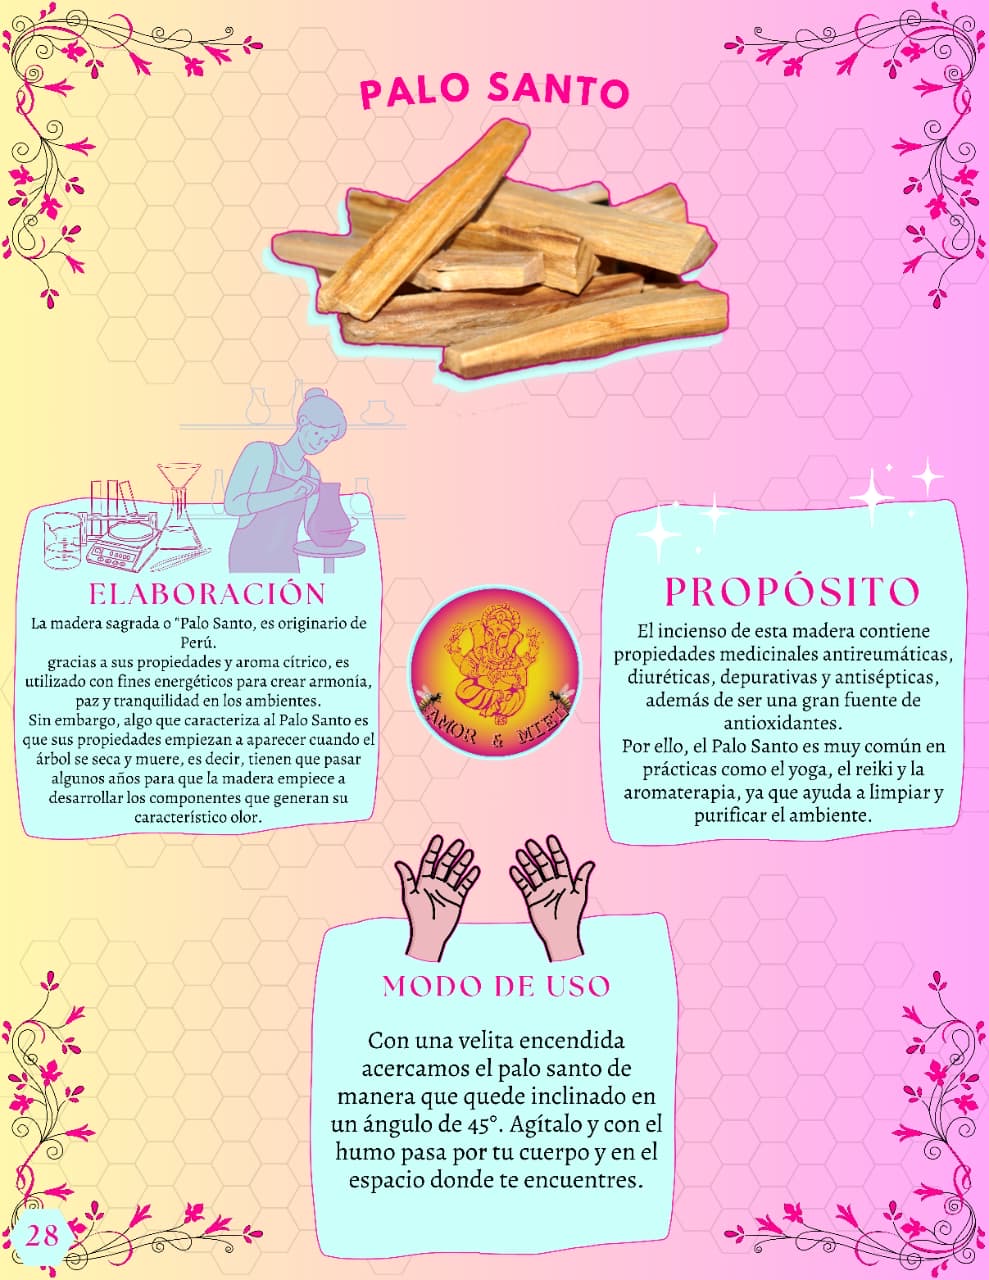 PALO SANTO
ELABORACIÓN
La madera sagrada o "Palo Santo, es originario de
Perú.
gracias a sus propiedades y aroma cítrico, es
utilizado con fines energéticos para crear armonía,
paz y tranquilidad en los ambientes.
Sin embargo, algo que caracteriza al Palo Santo es
que sus propiedades empiezan a aparecer cuando el
árbol se seca y muere, es decir, tienen que pasar
algunos años para que la madera empiece a
desarrollar los componentes que generan su
característico olor.
PROPÓSITO
El incienso de esta madera contiene
propiedades medicinales antireumáticas,
diuréticas, depurativas y antisépticas,
además de ser una gran fuente de
antioxidantes.
Por ello, el Palo Santo es muy común en
prácticas como el yoga, el reiki y la
aromaterapia, ya que ayuda a limpiar y
purificar el ambiente.
AMOR & MIEL
MODO DE USO
Con una velita encendida
acercamos el palo santo de
manera que quede inclinado en
un ángulo de 45°. Agítalo y con el
humo pasa por tu cuerpo y en el
espacio donde te encuentres.
28